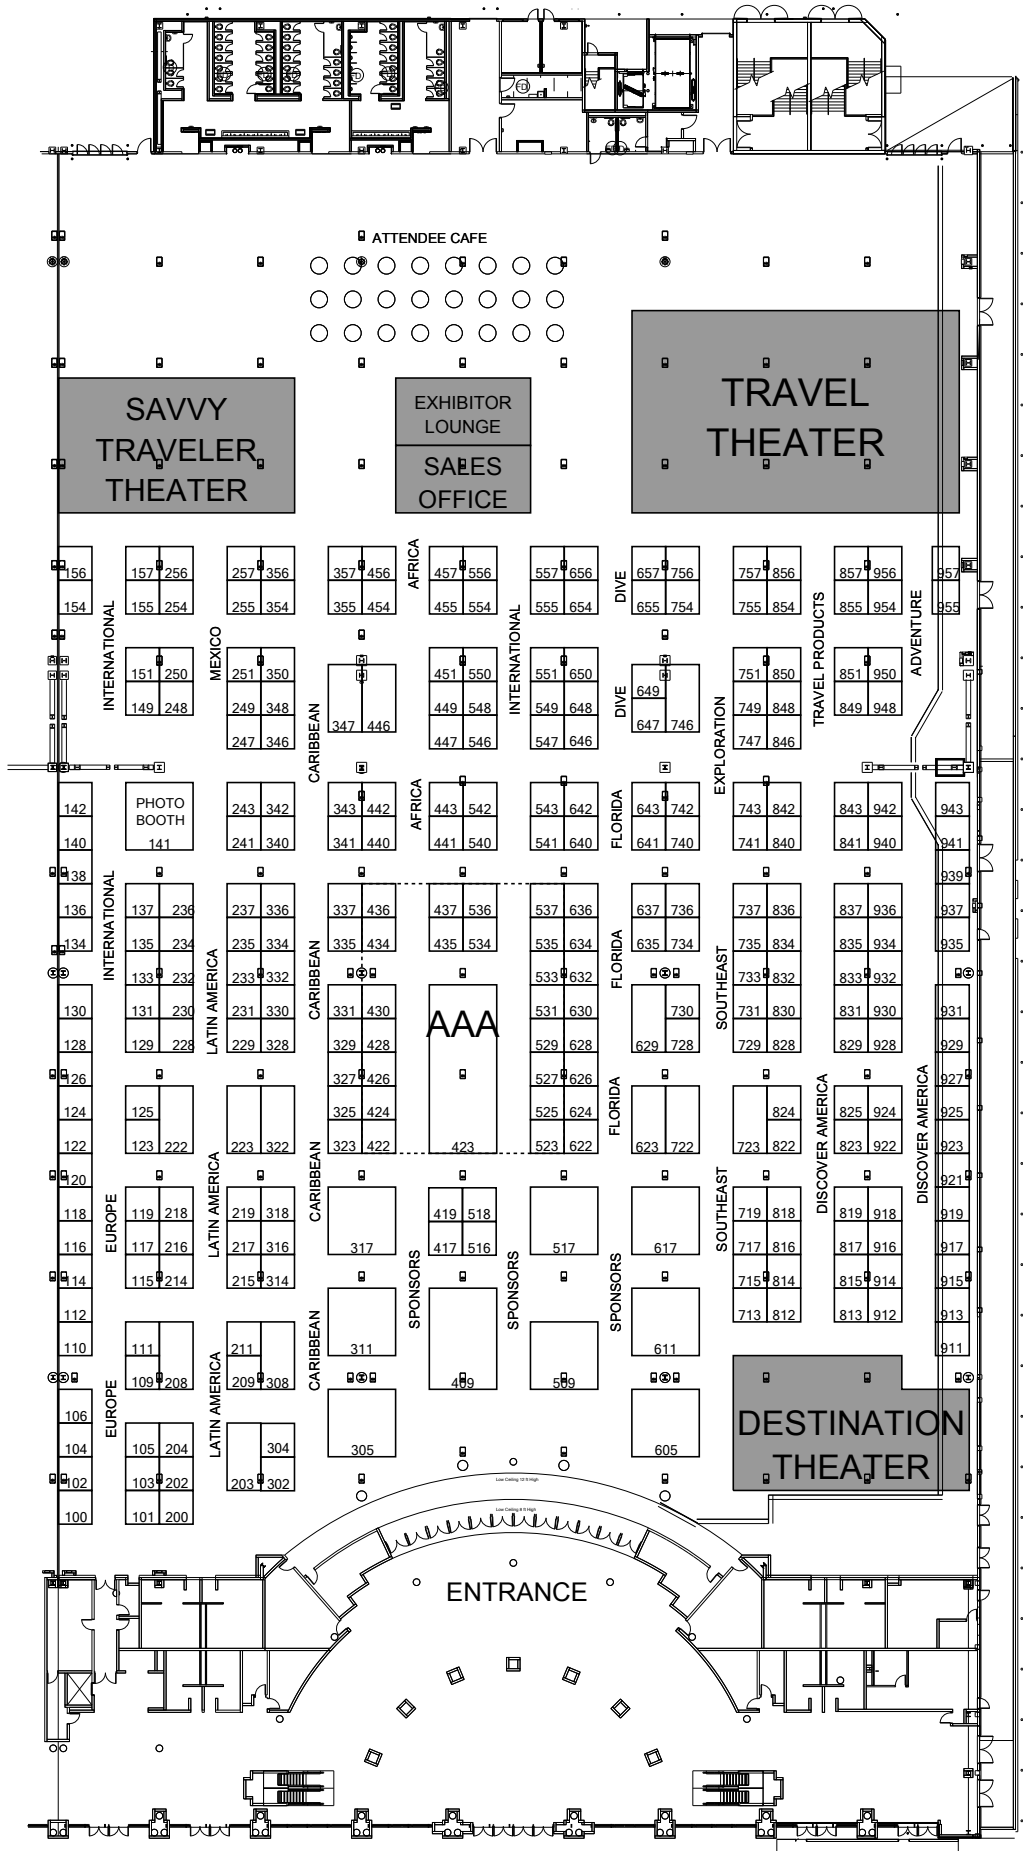 ATTENDEE CAFE
SAVVY
TRAVELER
THEATER
EXHIBITOR
LOUNGE
SALES
OFFICE
TRAVEL
THEATER
156 157 256 257 356 357 456 457 556 557 656 657 756 757 856 857 956 957
154 155 254 255 354 355 454 455 554 555 654 655 754 755 854 855 954 955
AFRICA
DIVE
INTERNATIONAL
MEXICO
INTERNATIONAL
TRAVEL PRODUCTS
ADVENTURE
151 250 251 350 451 550 551 650 649 751 850 851 950
149 248 249 348 347 446 449 548 549 648 647 746 749 848 849 948
247 346 447 546 547 646 747 846
CARIBBEAN
DIVE
EXPLORATION
142 PHOTO
BOOTH
243 342 343 442 443 542 543 642 643 742 743 842 843 942 943
140 141 241 340 341 440 441 540 541 640 641 740 741 840 841 940 941
AFRICA
FLORIDA
138 939
136 137 236 237 336 337 436 437 536 537 636 637 736 737 836 837 936 937
134 135 234 235 334 335 434 435 534 535 634 635 734 735 834 835 934 935
133 232 233 332 533 632 733 832 833 932
INTERNATIONAL
LATIN AMERICA
CARIBBEAN
FLORIDA
SOUTHEAST
130 131 230 231 330 331 430 AAA 531 630 730 731 830 831 930 931
128 129 228 229 328 329 428 529 628 629 728 729 828 829 928 929
126 327 426 527 626 927
124 125 325 424 525 624 824 825 924 925
122 123 222 223 322 323 422 423 523 622 623 722 723 822 823 922 923
FLORIDA
DISCOVER AMERICA
DISCOVER AMERICA
120 921
118 119 218 219 318 419 518 719 818 819 918 919
116 117 216 217 316 317 417 516 517 617 717 816 817 916 917
114 115 214 215 314 715 814 815 914 915
EUROPE
LATIN AMERICA
CARIBBEAN
SPONSORS
SPONSORS
SPONSORS
SOUTHEAST
112 713 812 813 912 913
110 111 211 311 611 911
109 208 209 308 409 509
CARIBBEAN
EUROPE
LATIN AMERICA
106
104 105 204 304 305 605
102 103 202 203 302
100 101 200
DESTINATION
THEATER
Low Ceiling 12'5 High
Low Ceiling 8'5 High
ENTRANCE